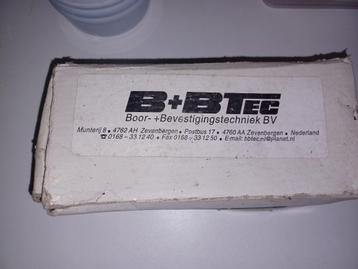 B+BTEC
Boor- +Bevestigingstechniek BV
Munterij 8 • 4762 AH Zevenbergen • Postbus 17 • 4760 AA Zevenbergen • Nederland
☎ 0168 - 33 12 40 • Fax 0168 - 33 12 50 • E-mail: bbtec.nl@planet.nl